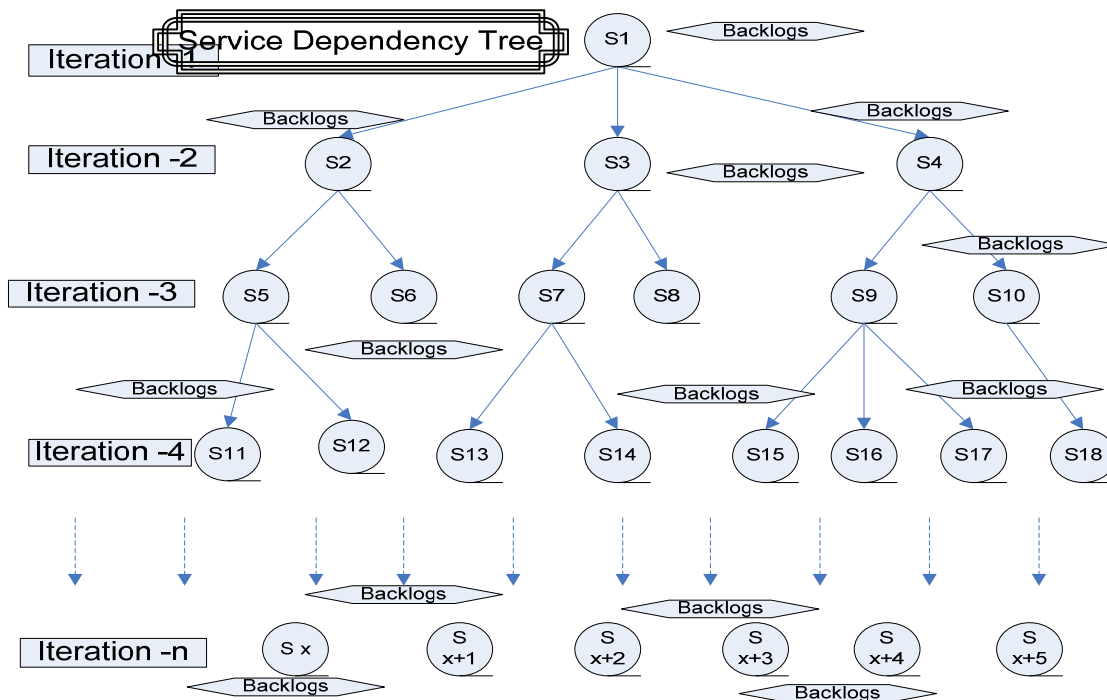 Service Dependency Tree
S1
Backlogs
Iteration -1
Backlogs
Backlogs
Iteration -2
S2
S3
Backlogs
S4
Backlogs
Iteration -3
S5
S6
S7
S8
S9
S10
Backlogs
Backlogs
Backlogs
Backlogs
Iteration -4
S11
S12
S13
S14
S15
S16
S17
S18
Backlogs
Backlogs
Iteration -n
S x
S
x+1
S
x+2
S
x+3
S
x+4
S
x+5
Backlogs
Backlogs